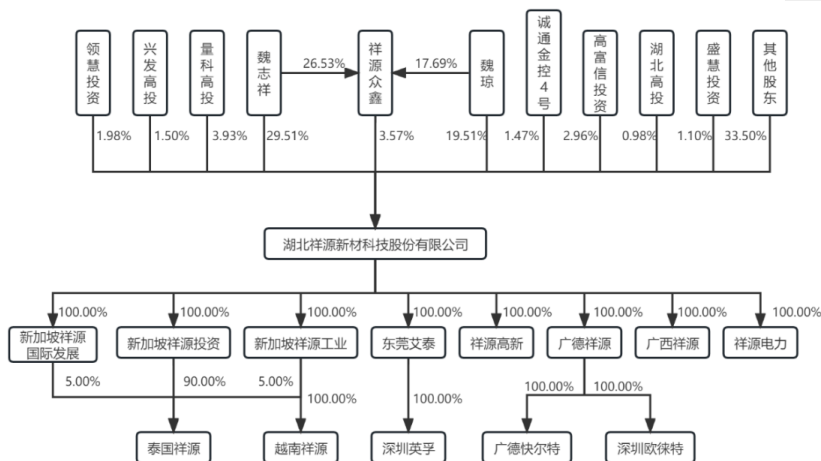 领慧投资
兴发高投
量科高投
魏志祥
26.53%
祥源众鑫
17.69%
魏琼
诚通金控4号
高富信投资
湖北高投
盛慧投资
其他股东
1.98%
1.50%
3.93%
29.51%
3.57%
19.51%
1.47%
2.96%
0.98%
1.10%
33.50%
湖北祥源新材科技股份有限公司
100.00%
100.00%
100.00%
100.00%
100.00%
100.00%
100.00%
100.00%
新加坡祥源
国际发展
新加坡祥源投资
新加坡祥源工业
东莞艾泰
祥源高新
广德祥源
广西祥源
祥源电力
5.00%
90.00%
5.00%
100.00%
100.00%
100.00%
100.00%
泰国祥源
越南祥源
深圳英孚
广德快尔特
深圳欧徕特